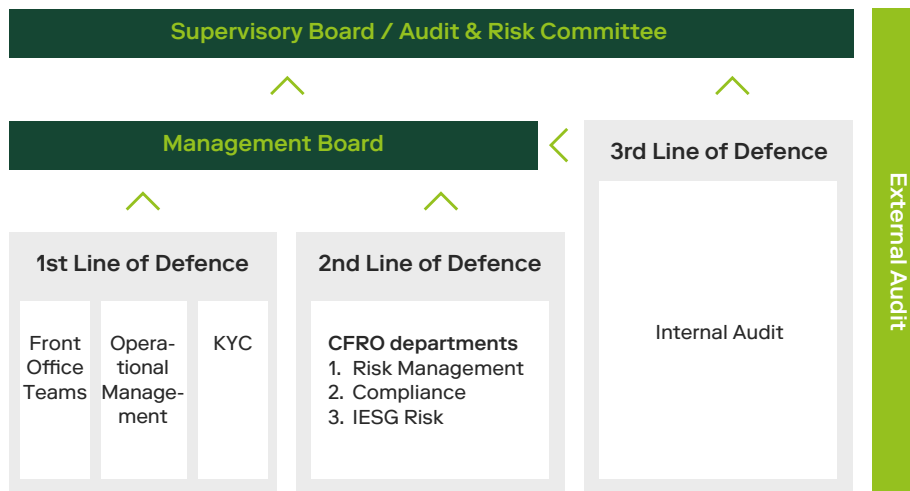 Supervisory Board / Audit & Risk Committee
Management Board
3rd Line of Defence
Internal Audit
1st Line of Defence
Front
Office
Teams
Opera-
tional
Manage-
ment
KYC
2nd Line of Defence
CFRO departments
1. Risk Management
2. Compliance
3. IESG Risk
External Audit